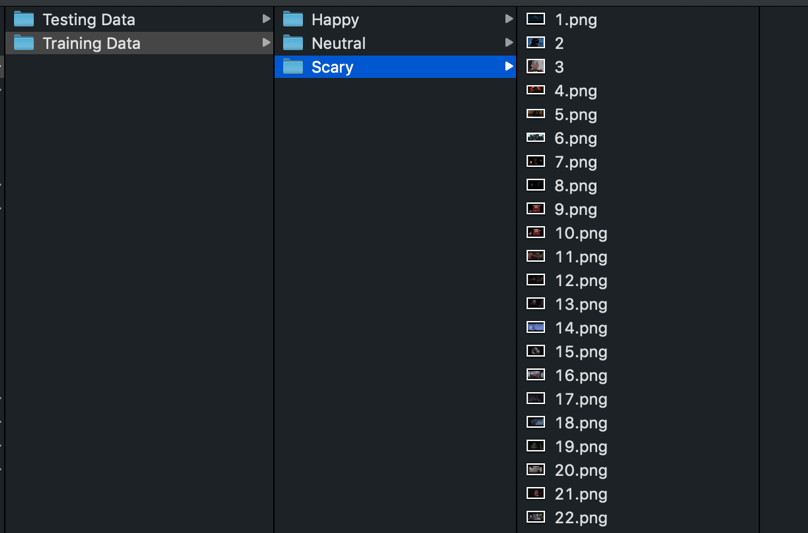 Testing Data
Training Data
Happy
Neutral
Scary
1.png
2
3
4.png
5.png
6.png
7.png
8.png
9.png
10.png
11.png
12.png
13.png
14.png
15.png
16.png
17.png
18.png
19.png
20.png
21.png
22.png